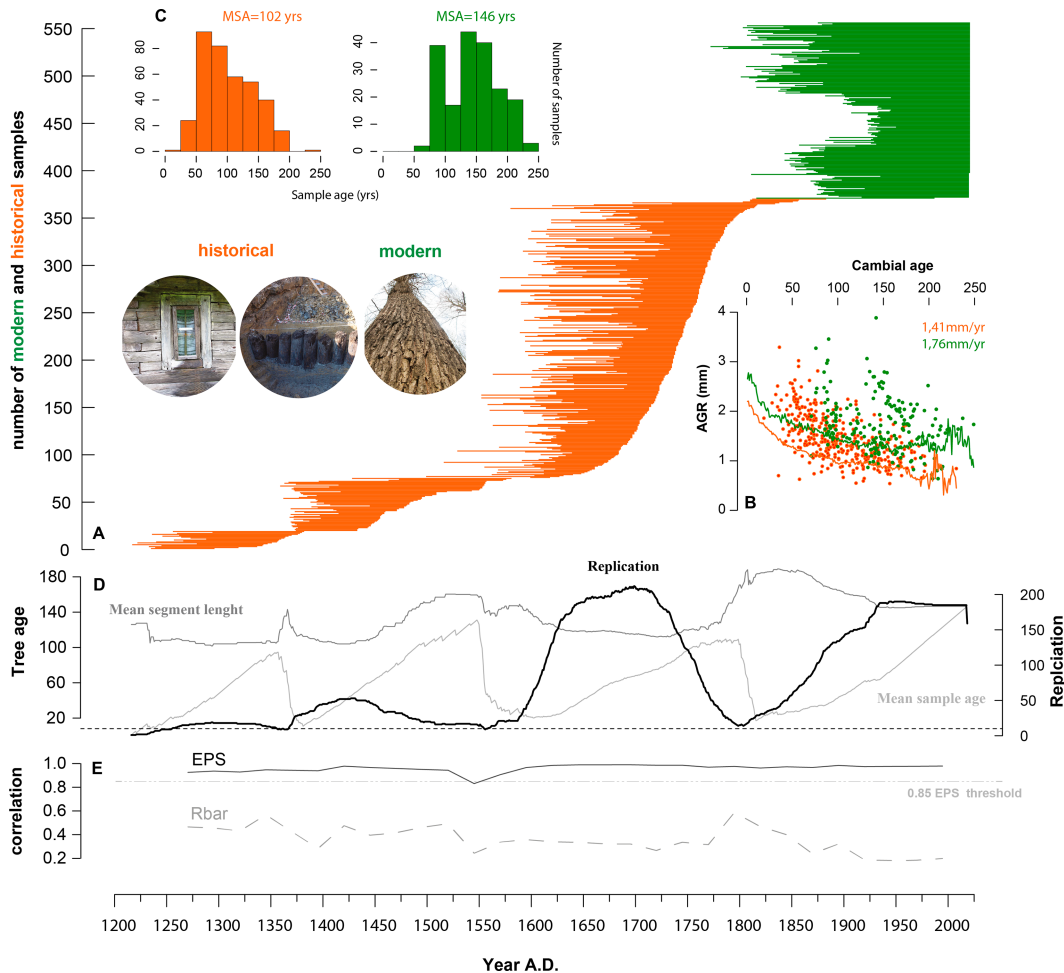 number of modern and historical samples
550
500
450
400
350
300
250
200
150
100
50
0
A
C
MSA=102 yrs
MSA=146 yrs
80
60
40
20
0
0
50
100
150
200
250
40
30
20
10
0
0
50
100
150
200
250
Number of samples
Sample age (yrs)
historical
modern
Cambial age
0
50
100
150
200
250
4
3
2
1
0
AGR (mm)
1,41mm/yr
1,76mm/yr
B
D
Tree age
180
140
100
60
20
Mean segment lenght
Replication
Mean sample age
200
150
100
50
0
Replciation
E
correlation
1.0
0.8
0.6
0.4
0.2
EPS
0.85 EPS threshold
Rbar
1200
1250
1300
1350
1400
1450
1500
1550
1600
1650
1700
1750
1800
1850
1900
1950
2000
Year A.D.